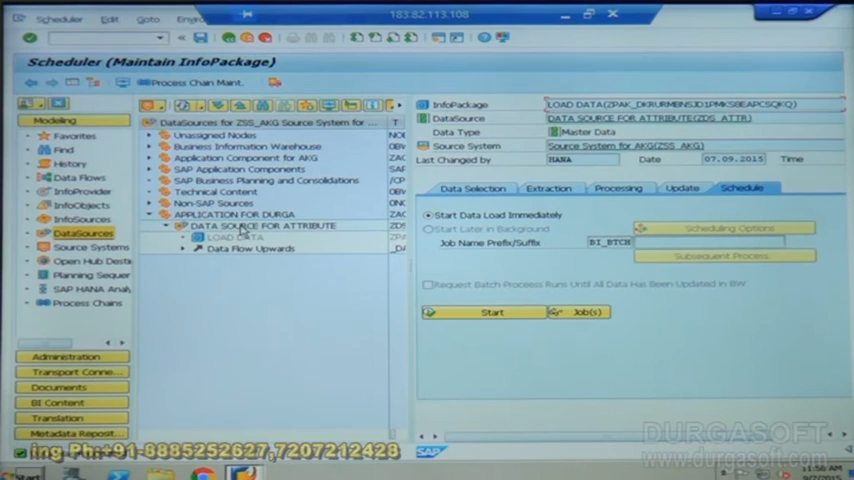 Scheduler Edit Goto
183.82.113.108
Scheduler (Maintain InfoPackage)
Process Chain Maint.
Modeling
Favorites
Find
History
Data Flows
InfoProvider
InfoObjects
InfoSources
DataSources
Source Systems
Open Hub Destin
Planning Sequer
SAP HANA Analy
Process Chains
Administration
Transport Conne...
Documents
BI Content
Translation
Metadata Reposit...
DataSources for ZSS_AKG Source System for ... T
Unassigned Nodes
Business Information Warehouse
Application Component for AKG
SAP Application Components
SAP Business Planning and Consolidations
Technical Content
Non-SAP Sources
APPLICATION FOR DURGA
DATA SOURCE FOR ATTRIBUTE
LOAD DATA
Data Flow Upwards
InfoPackage
DataSource DATA SOURCE FOR ATTRIBUTE(ZDS_ATTR)
Data Type Master Data
Source System Source System for AKG(ZSS_AKG)
Last Changed by HANA Date 07.09.2015 Time
Data Selection Extraction Processing Update Schedule
Start Data Load Immediately
Start Later in Background Scheduling Options
Job Name Prefix/Suffix BI_BTCH
Subsequent Process.
Request Batch Process Runs Until All Data Has Been Updated in BW
Start Job(s)
SAP
DURGASOFT
www.durgasoft.com
ing Ph:+91-8885252627,7207212428
Start
9/7/2015